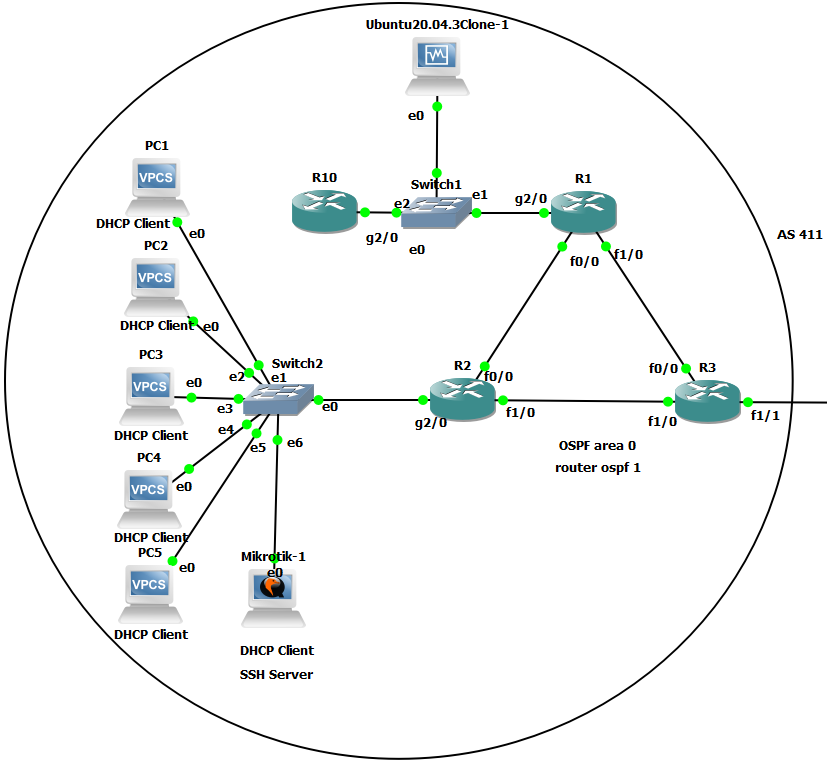 Ubuntu20.04.3Clone-1
e0
PC1
VPCS
DHCP Client
e0
R10
g2/0
e2
Switch1
e1
e0
g2/0
R1
f0/0
f1/0
AS 411
PC2
VPCS
DHCP Client
e0
PC3
VPCS
DHCP Client
e0
Switch2
e2
e1
e3
e0
e4
e5
e6
R2
f0/0
g2/0
f1/0
R3
f0/0
f1/0
f1/1
OSPF area 0
router ospf 1
PC4
VPCS
DHCP Client
e0
PC5
VPCS
DHCP Client
e0
Mikrotik-1
e0
DHCP Client
SSH Server